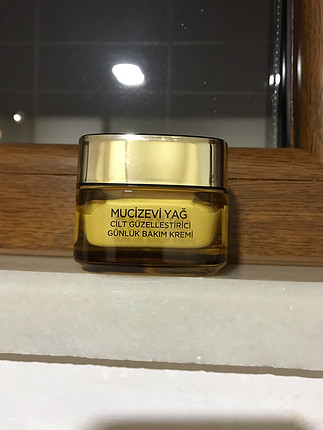 MUCİZEVİ YAĞ
CİLT GÜZELLEŞTİRİCİ
GÜNLÜK BAKIM KREMİ